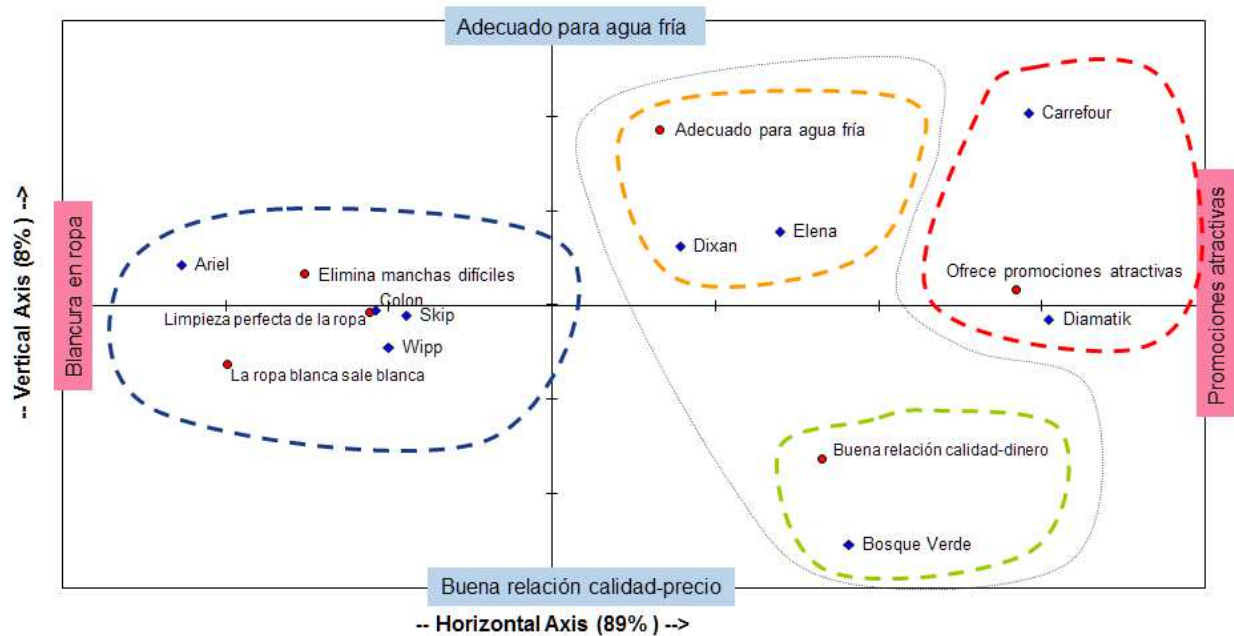 Adecuado para agua fría
Carrefour
Adecuado para agua fría
Elena
Dixan
-- Vertical Axis (8% ) -->
Blancura en ropa
Promociones atractivas
Ariel
Elimina manchas difíciles
Ofrece promociones atractivas
Colon
Limpieza perfecta de la ropa
Skip
Diamatik
Wipp
La ropa blanca sale blanca
Buena relación calidad-dinero
Bosque Verde
Buena relación calidad-precio
-- Horizontal Axis (89% ) -->